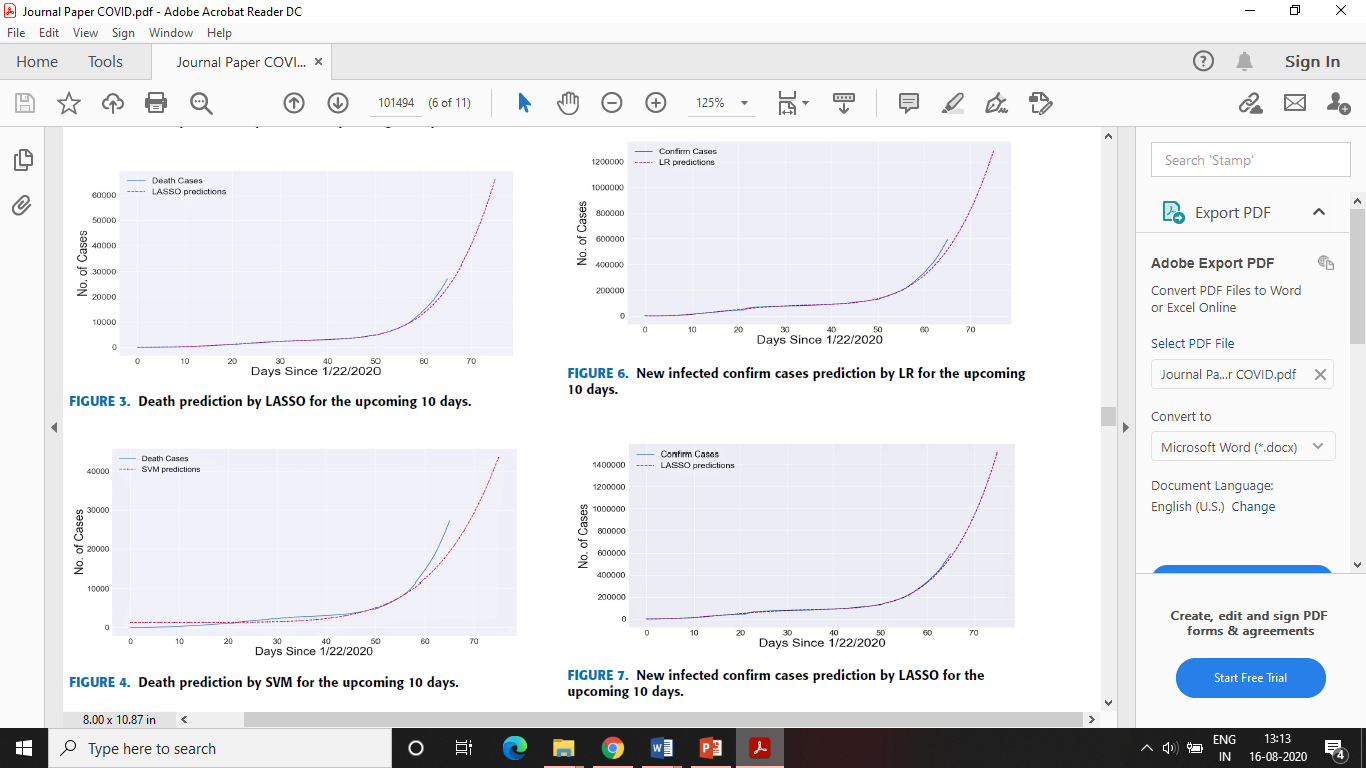 Journal Paper COVID.pdf - Adobe Acrobat Reader DC
File Edit View Sign Window Help
Home Tools Journal Paper COVI... ×
? Sign In
101494 (6 of 11) 125%
Death Cases
LASSO predictions
60000
50000
40000
30000
20000
10000
0
No. of Cases
0 10 20 30 40 50 60 70
Days Since 1/22/2020
FIGURE 3. Death prediction by LASSO for the upcoming 10 days.
Death Cases
SVM predictions
40000
30000
20000
10000
0
No. of Cases
0 10 20 30 40 50 60 70
Days Since 1/22/2020
FIGURE 4. Death prediction by SVM for the upcoming 10 days.
Confirm Cases
LR predictions
1200000
1000000
800000
600000
400000
200000
0
No. of Cases
0 10 20 30 40 50 60 70
Days Since 1/22/2020
FIGURE 6. New infected confirm cases prediction by LR for the upcoming
10 days.
Confirm Cases
LASSO predictions
1400000
1200000
1000000
800000
600000
400000
200000
0
No. of Cases
0 10 20 30 40 50 60 70
Days Since 1/22/2020
FIGURE 7. New infected confirm cases prediction by LASSO for the
upcoming 10 days.
8.00 x 10.87 in
Search 'Stamp'
Export PDF
Adobe Export PDF
Convert PDF Files to Word
or Excel Online
Select PDF File
Journal Pa...r COVID.pdf
Convert to
Microsoft Word (*.docx)
Document Language:
English (U.S.) Change
Create, edit and sign PDF
forms & agreements
Start Free Trial
Type here to search
ENG
IN
13:13
16-08-2020
4